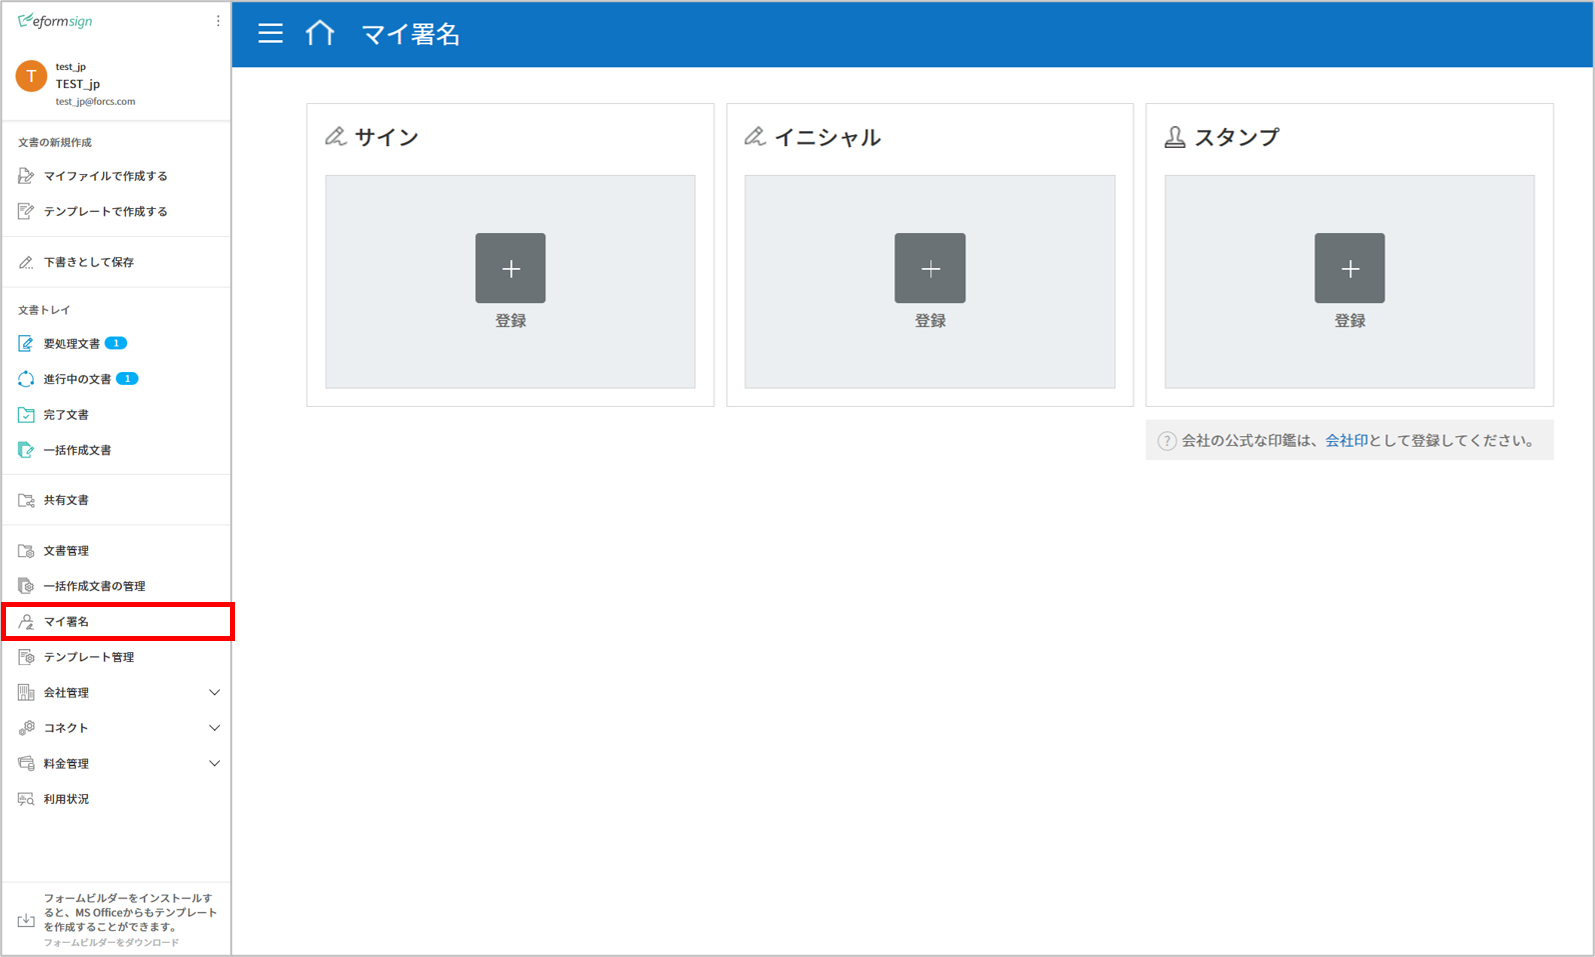 eformsign
T
test_jp
TEST_jp
test_jp@forcs.com
文書の新規作成
マイファイルで作成する
テンプレートで作成する
下書きとして保存
文書トレイ
要処理文書 1
進行中の文書 1
完了文書
一括作成文書
共有文書
文書管理
一括作成文書の管理
マイ署名
テンプレート管理
会社管理
コネクト
料金管理
利用状況
フォームビルダーをインストールす
ると、MS Officeからもテンプレート
を作成することができます。
フォームビルダーをダウンロード
マイ署名
サイン
登録
イニシャル
登録
スタンプ
登録
? 会社の公式な印鑑は、会社印として登録してください。